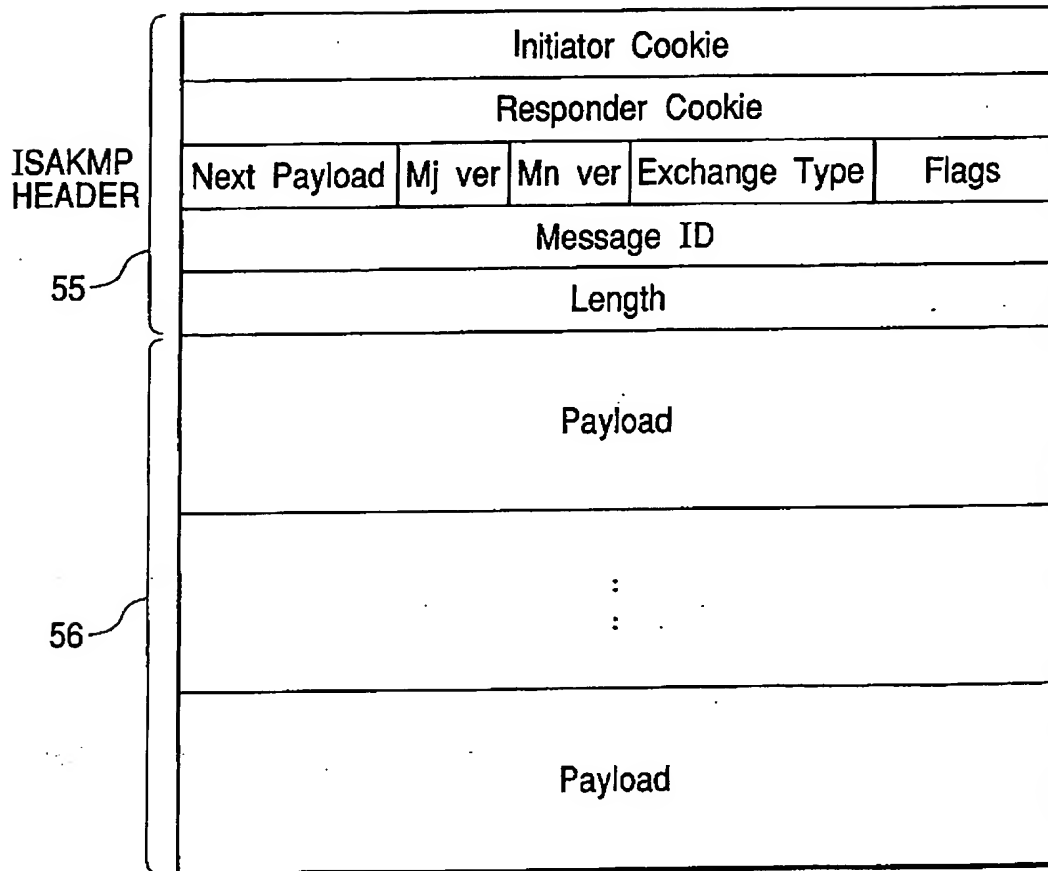 Initiator Cookie
Responder Cookie
ISAKMP
HEADER
Next Payload Mj ver Mn ver Exchange Type Flags
Message ID
55
Length
Payload
:
:
56
Payload